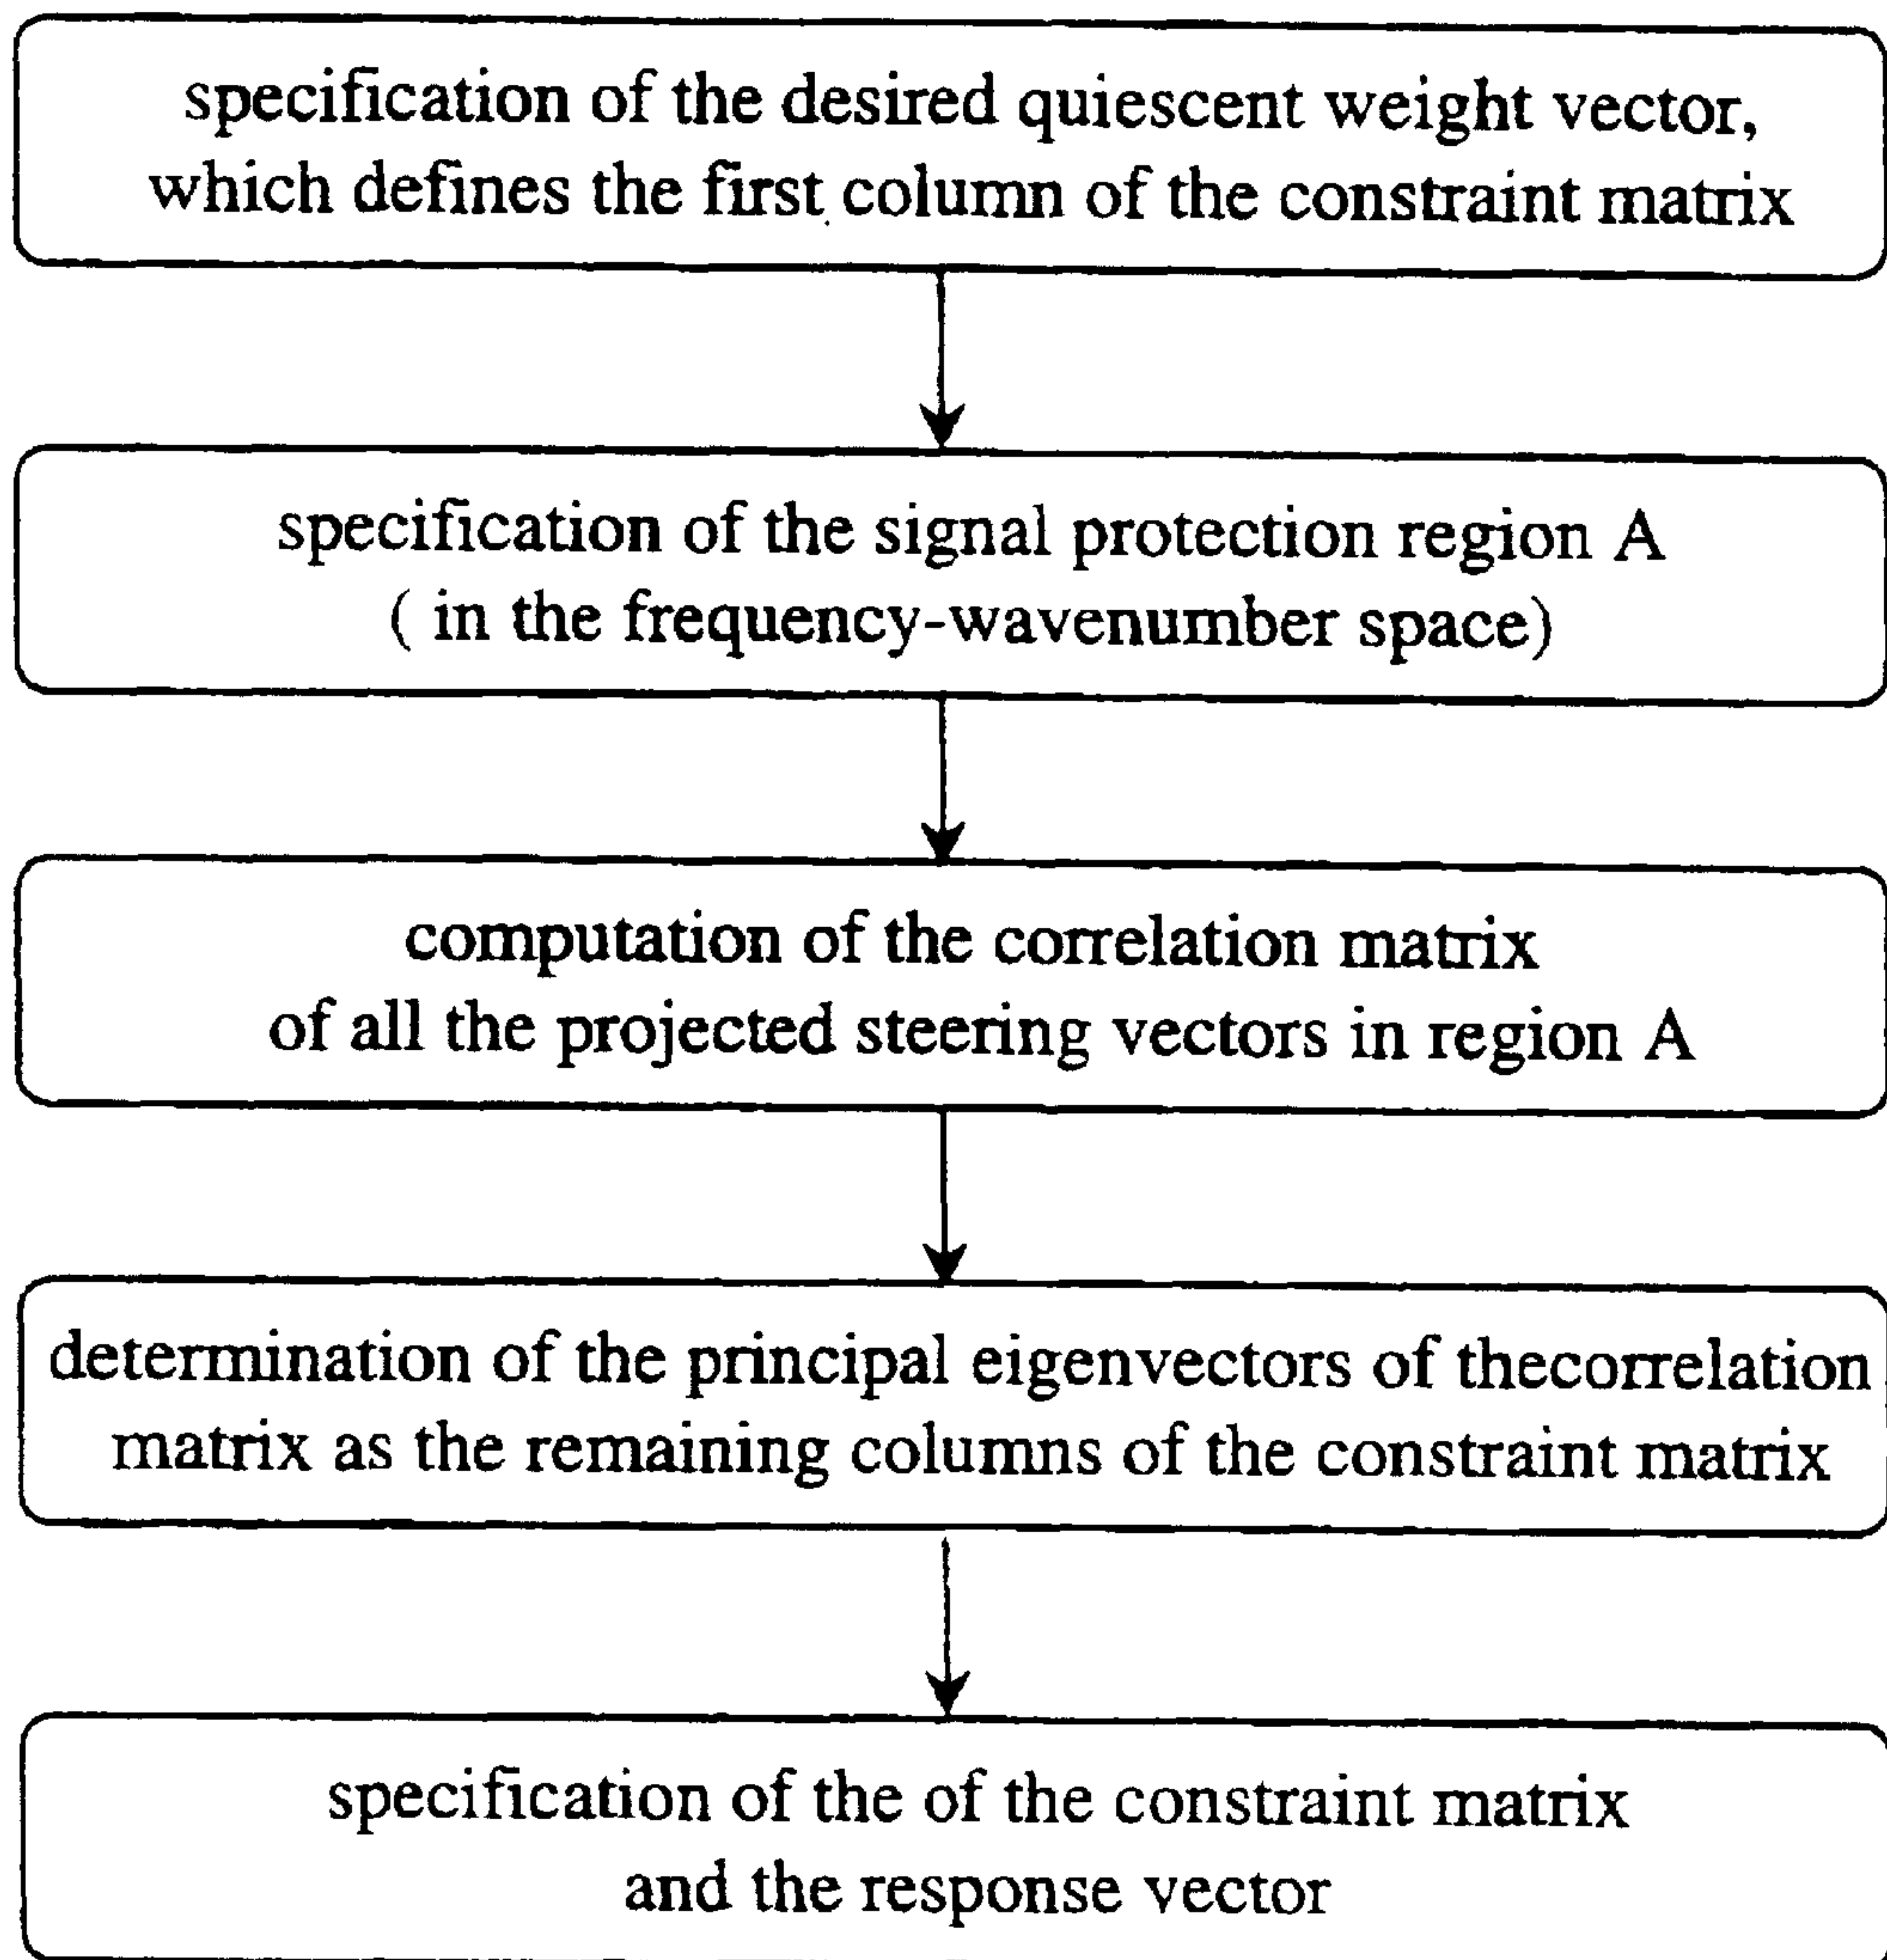 specification of the desired quiescent weight vector,
which defines the first column of the constraint matrix
specification of the signal protection region A
( in the frequency-wavenumber space)
computation of the correlation matrix
of all the projected steering vectors in region A
determination of the principal eigenvectors of thecorrelation
matrix as the remaining columns of the constraint matrix
specification of the of the constraint matrix
and the response vector